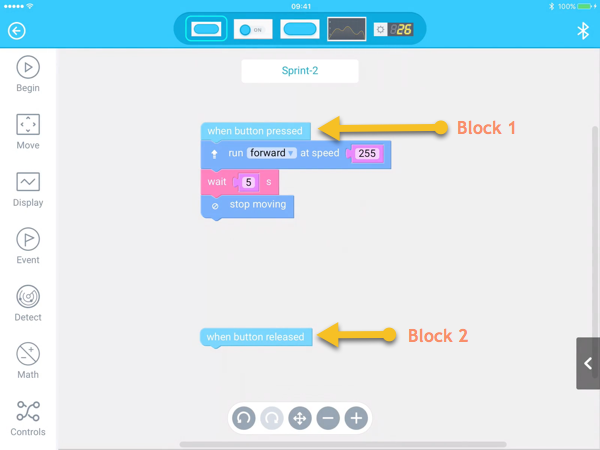 09:41
100%
ON
26
Sprint-2
Begin
Move
Display
Event
Detect
Math
Controls
when button pressed
Block 1
run forward at speed 255
wait 5 s
stop moving
when button released
Block 2